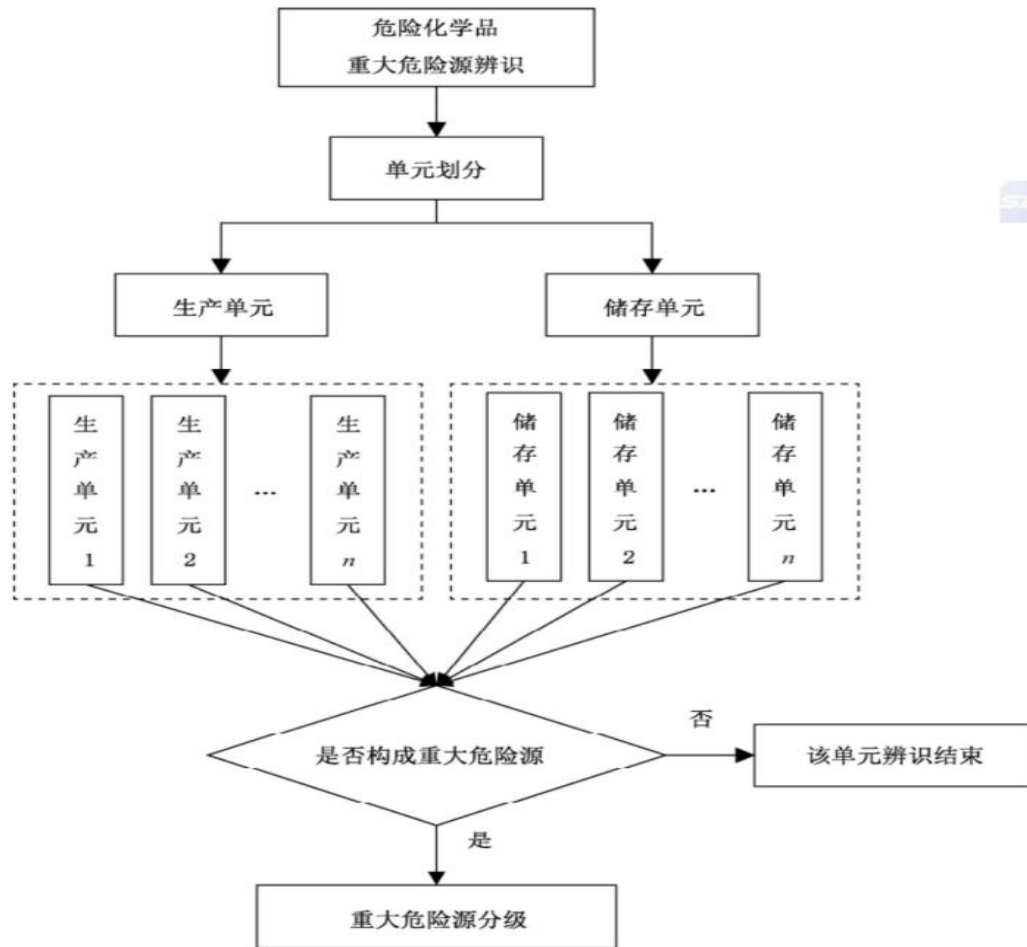 危险化学品
重大危险源辨识
单元划分
生产单元
储存单元
生产单元1
生产单元2
...
生产单元n
储存单元1
储存单元2
...
储存单元n
是否构成重大危险源
否
该单元辨识结束
是
重大危险源分级